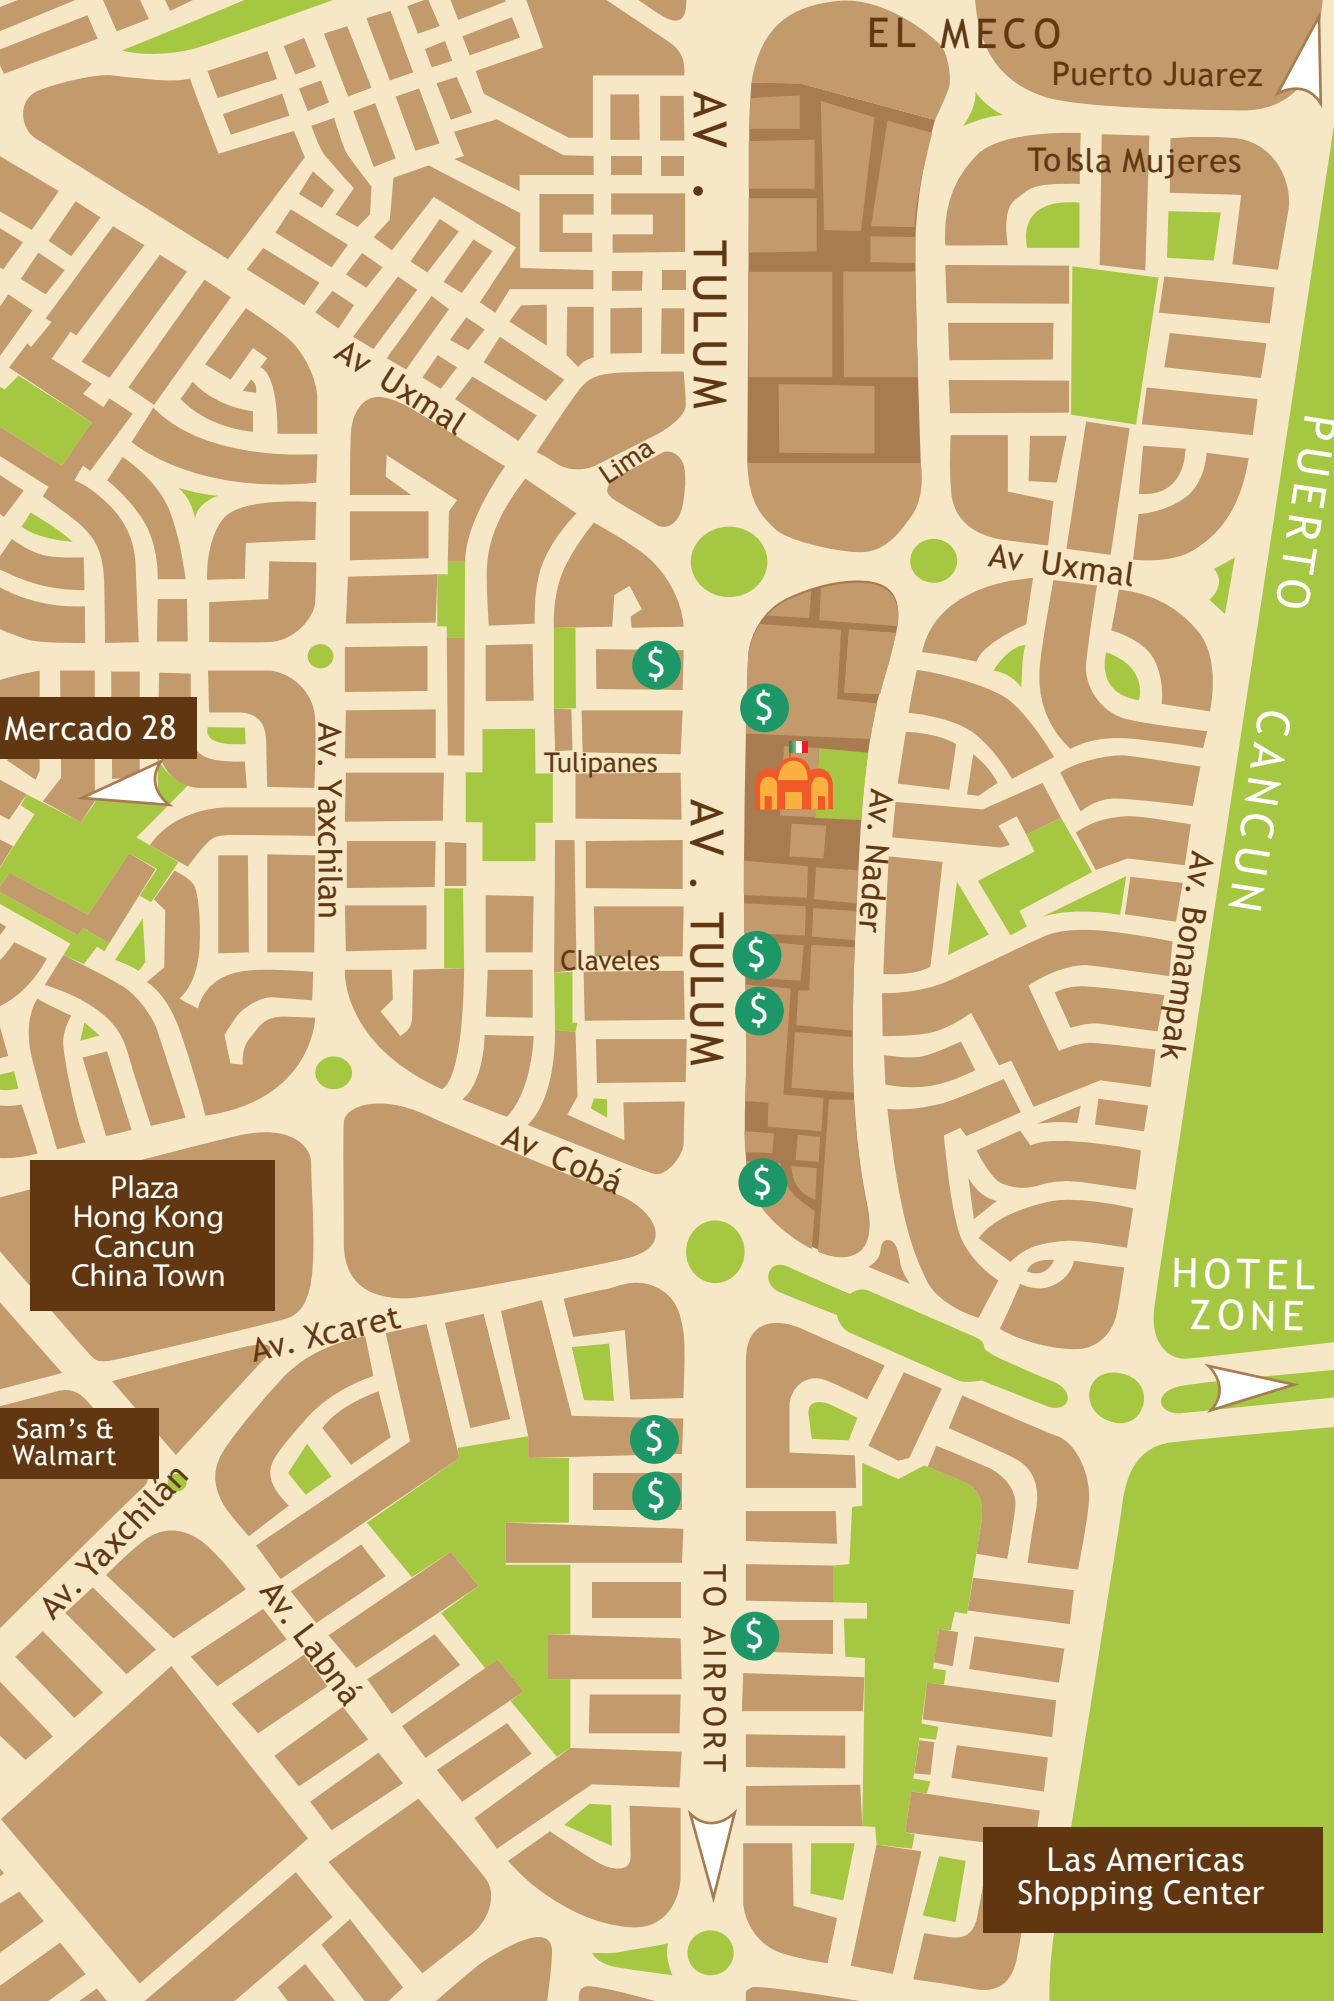 EL MECO
Puerto Juarez
To Isla Mujeres
AV. TULUM
Av Uxmal
Lima
PUERTO
CANCUN
Av Uxmal
$
$
Mercado 28
Tulipanes
Av. Yaxchilan
AV. TULUM
Av. Nader
Av. Bonampak
$
Claveles
$
Av Cobá
$
Plaza
Hong Kong
Cancun
China Town
HOTEL
ZONE
Av. Xcaret
Sam's &
Walmart
$
$
Av. Yaxchilán
Av. Labná
TO AIRPORT
$
Las Americas
Shopping Center